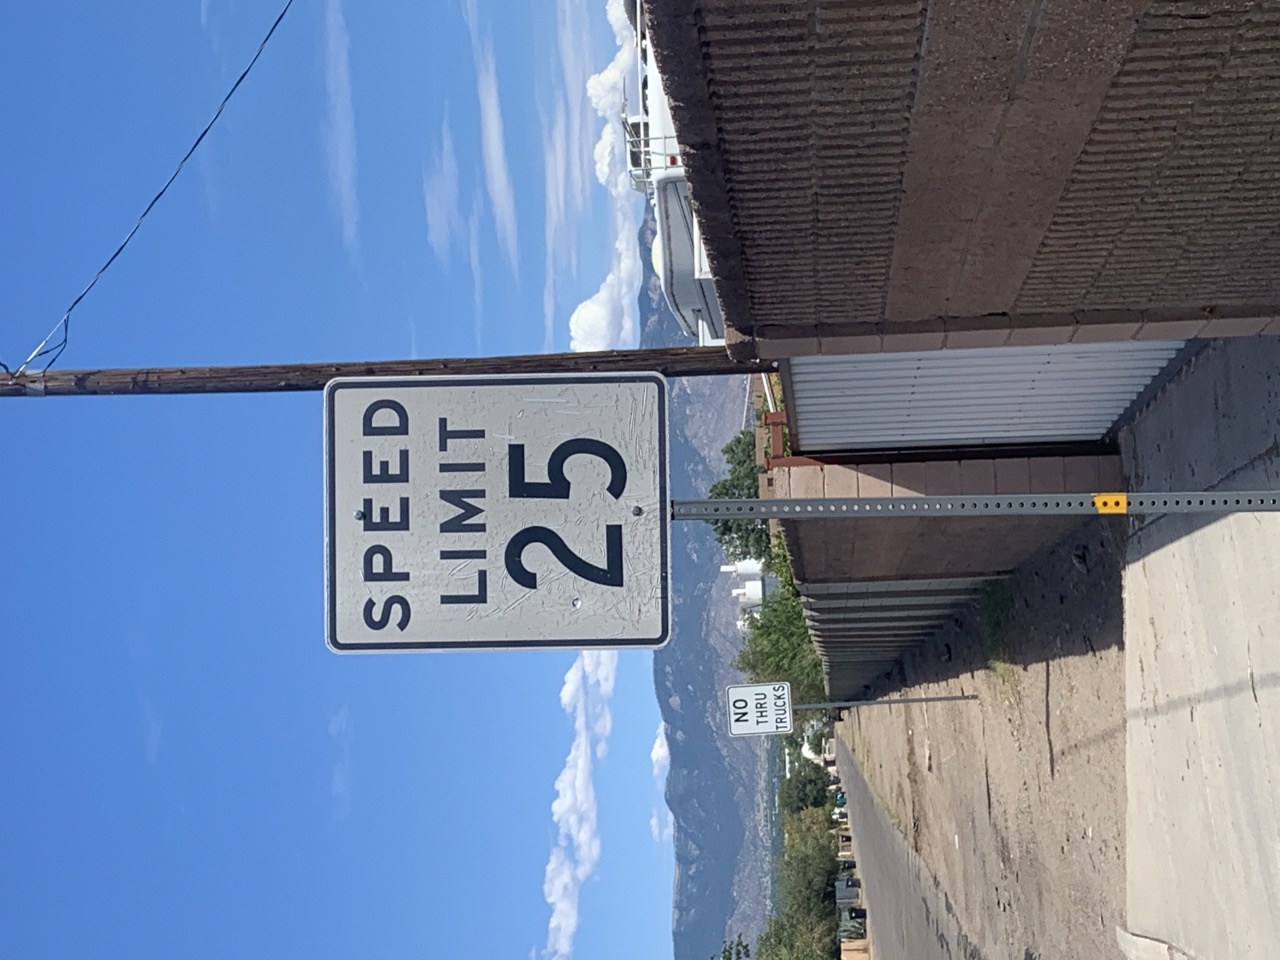 SPEED
LIMIT
25
NO
THRU
TRUCKS